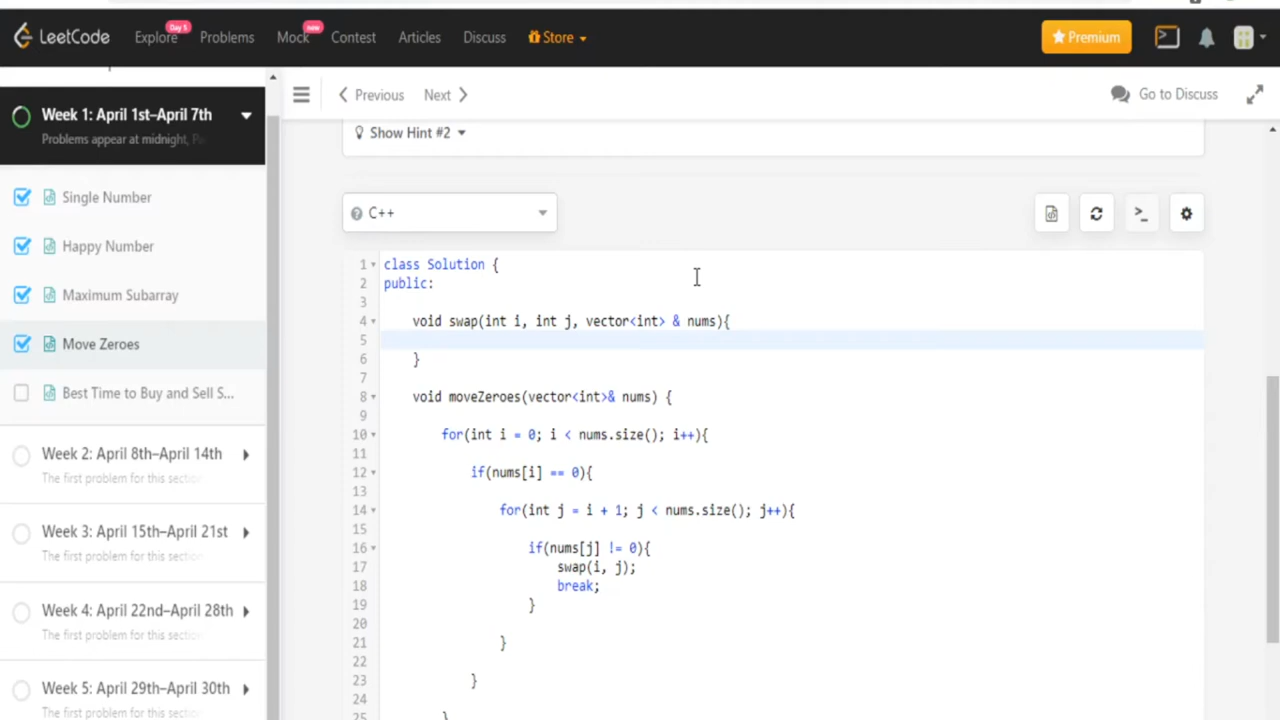 LeetCode
Explore
Day 5
Problems
Mock
new
Contest
Articles
Discuss
Store
Premium
Week 1: April 1st–April 7th
Problems appear at midnight,
Single Number
Happy Number
Maximum Subarray
Move Zeroes
Best Time to Buy and Sell S...
Week 2: April 8th–April 14th
The first problem for this
Week 3: April 15th–April 21st
The first problem for this
Week 4: April 22nd–April 28th
The first problem for this
Week 5: April 29th–April 30th
The first problem for this
Previous
Next
Go to Discuss
Show Hint #2
C++
1 class Solution {
2 public:
3
4 void swap(int i, int j, vector<int> & nums){
5
6 }
7
8 void moveZeroes(vector<int>& nums) {
9
10 for(int i = 0; i < nums.size(); i++){
11
12 if(nums[i] == 0){
13
14 for(int j = i + 1; j < nums.size(); j++){
15
16 if(nums[j] != 0){
17 swap(i, j);
18 break;
19 }
20
21 }
22
23 }
24
25 }